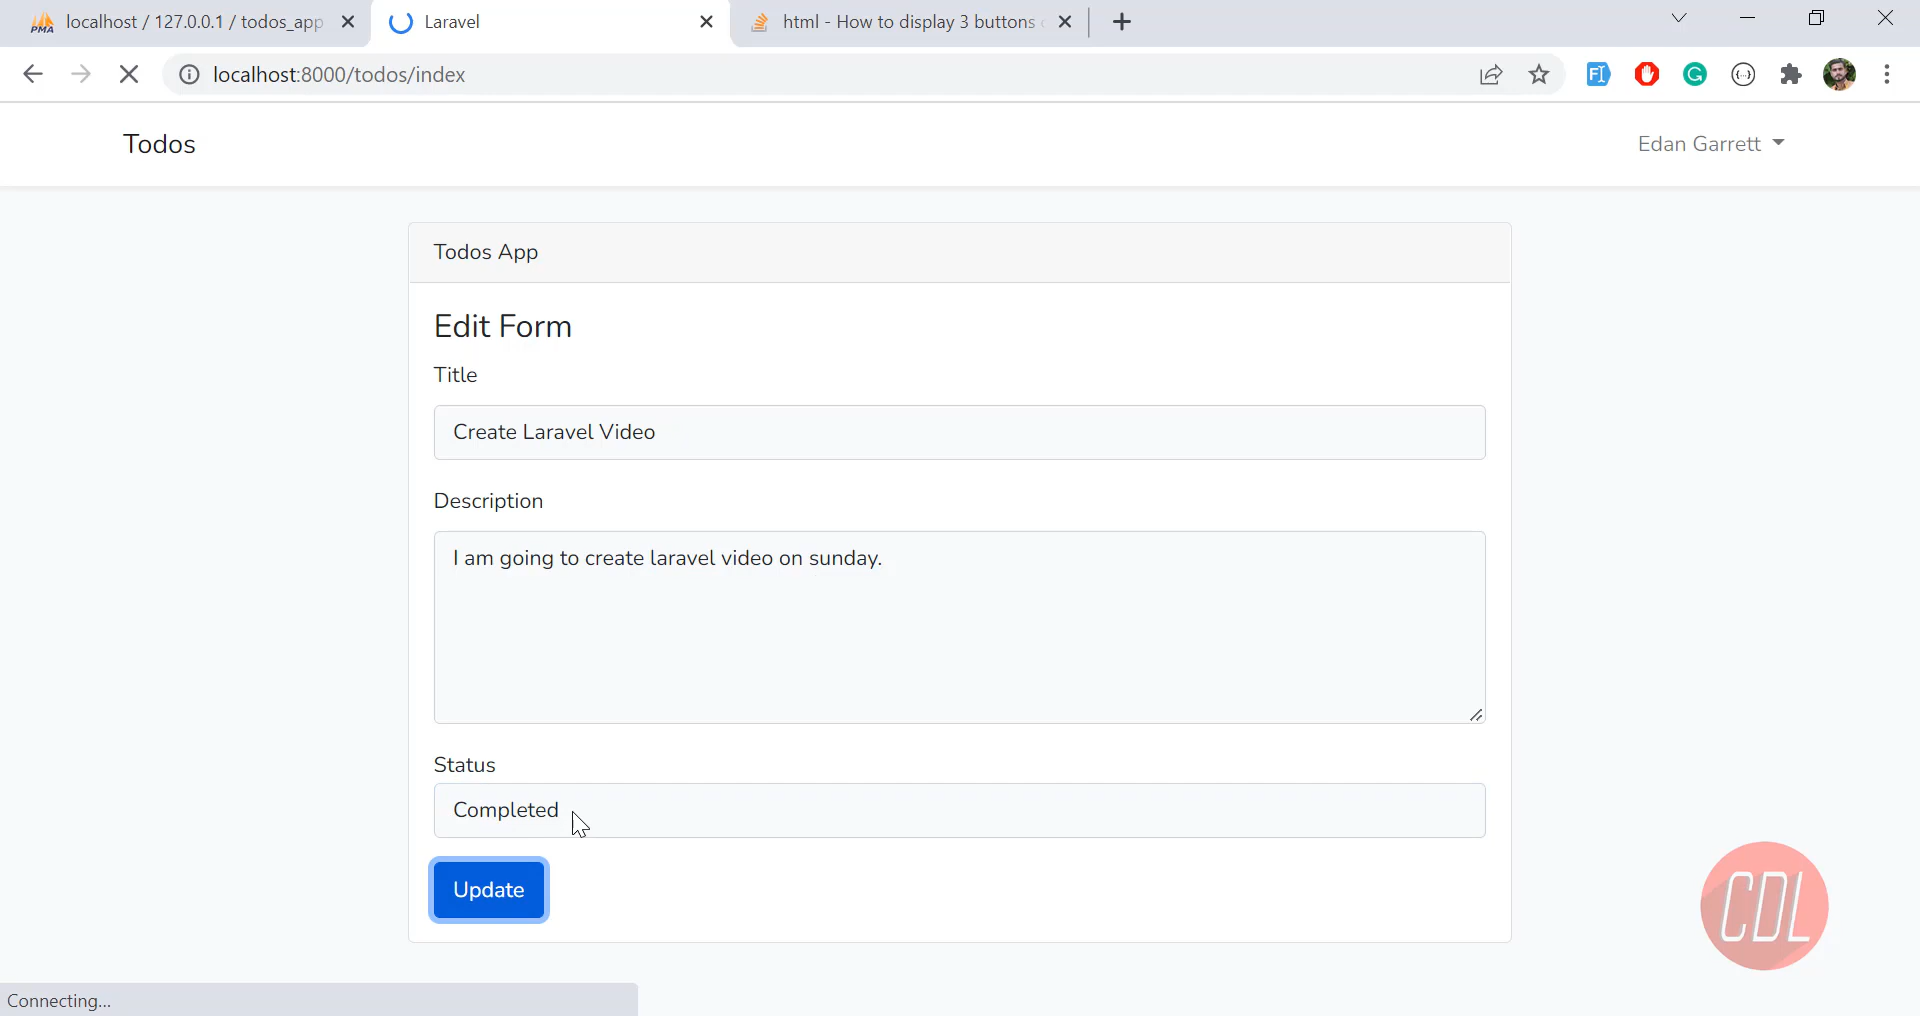 localhost / 127.0.0.1 / todos_app
Laravel
html - How to display 3 buttons
localhost:8000/todos/index
Todos
Edan Garrett
Todos App
Edit Form
Title
Create Laravel Video
Description
I am going to create laravel video on sunday.
Status
Completed
Update
CDL
Connecting...